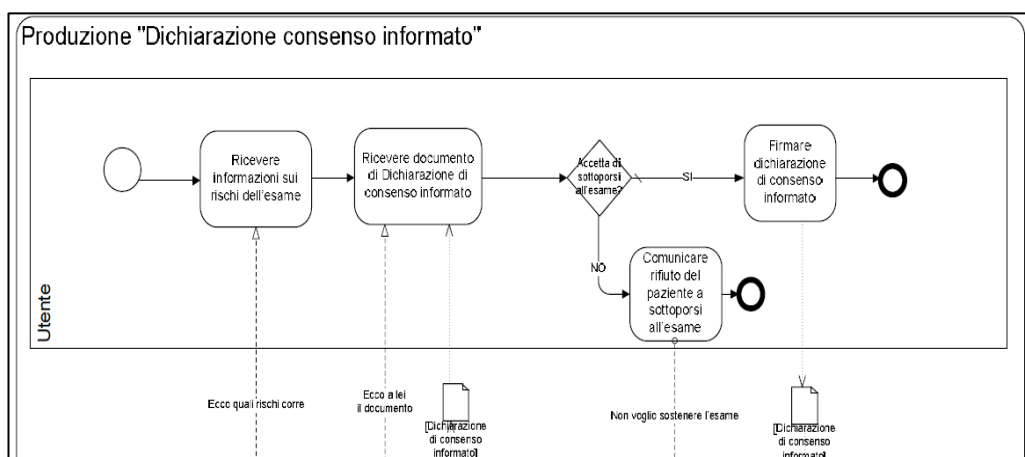 Produzione "Dichiarazione consenso informato"
Ricevere
informazioni sui
rischi dell'esame
Ricevere documento
di Dichiarazione di
consenso informato
Accetta di
sottoporsi
all'esame?
SI
Firmare
dichiarazione
di consenso
informato
NO
Comunicare
rifiuto del
paziente a
sottoporsi
all'esame
Utente
Ecco quali rischi corre
Ecco a lei
il documento
[Dichiarazione
di consenso
informato]
Non voglio sostenere l'esame
[Dichiarazione
di consenso
informato]